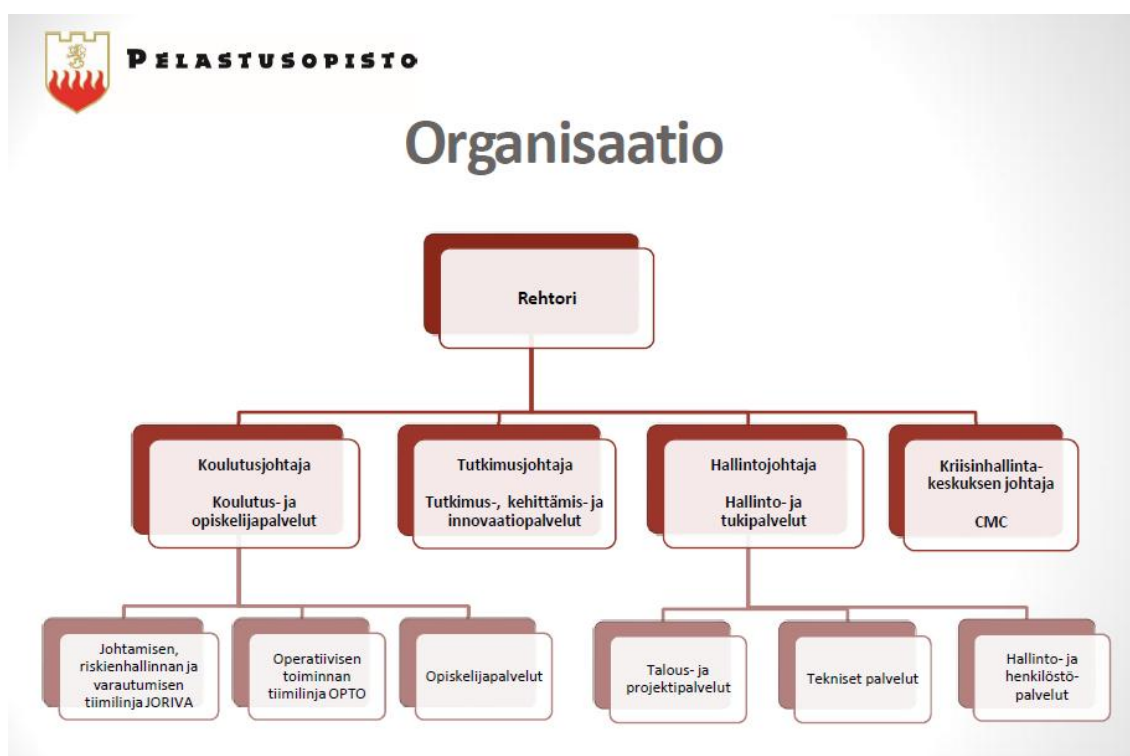 PELASTUSOPISTO
Organisaatio
Rehtori
Koulutusjohtaja
Koulutus- ja
opiskelijapalvelut
Tutkimusjohtaja
Tutkimus-, kehittämis- ja
innovaatiopalvelut
Hallintojohtaja
Hallinto- ja
tukipalvelut
Kriisinhallinta-
keskuksen johtaja
CMC
Johtamisen,
riskienhallinnan ja
varautumisen
tiimilinja JORIVA
Operatiivisen
toiminnan
tiimilinja OPTO
Opiskelijapalvelut
Talous- ja
projektipalvelut
Tekniset palvelut
Hallinto- ja
henkilöstö-
palvelut